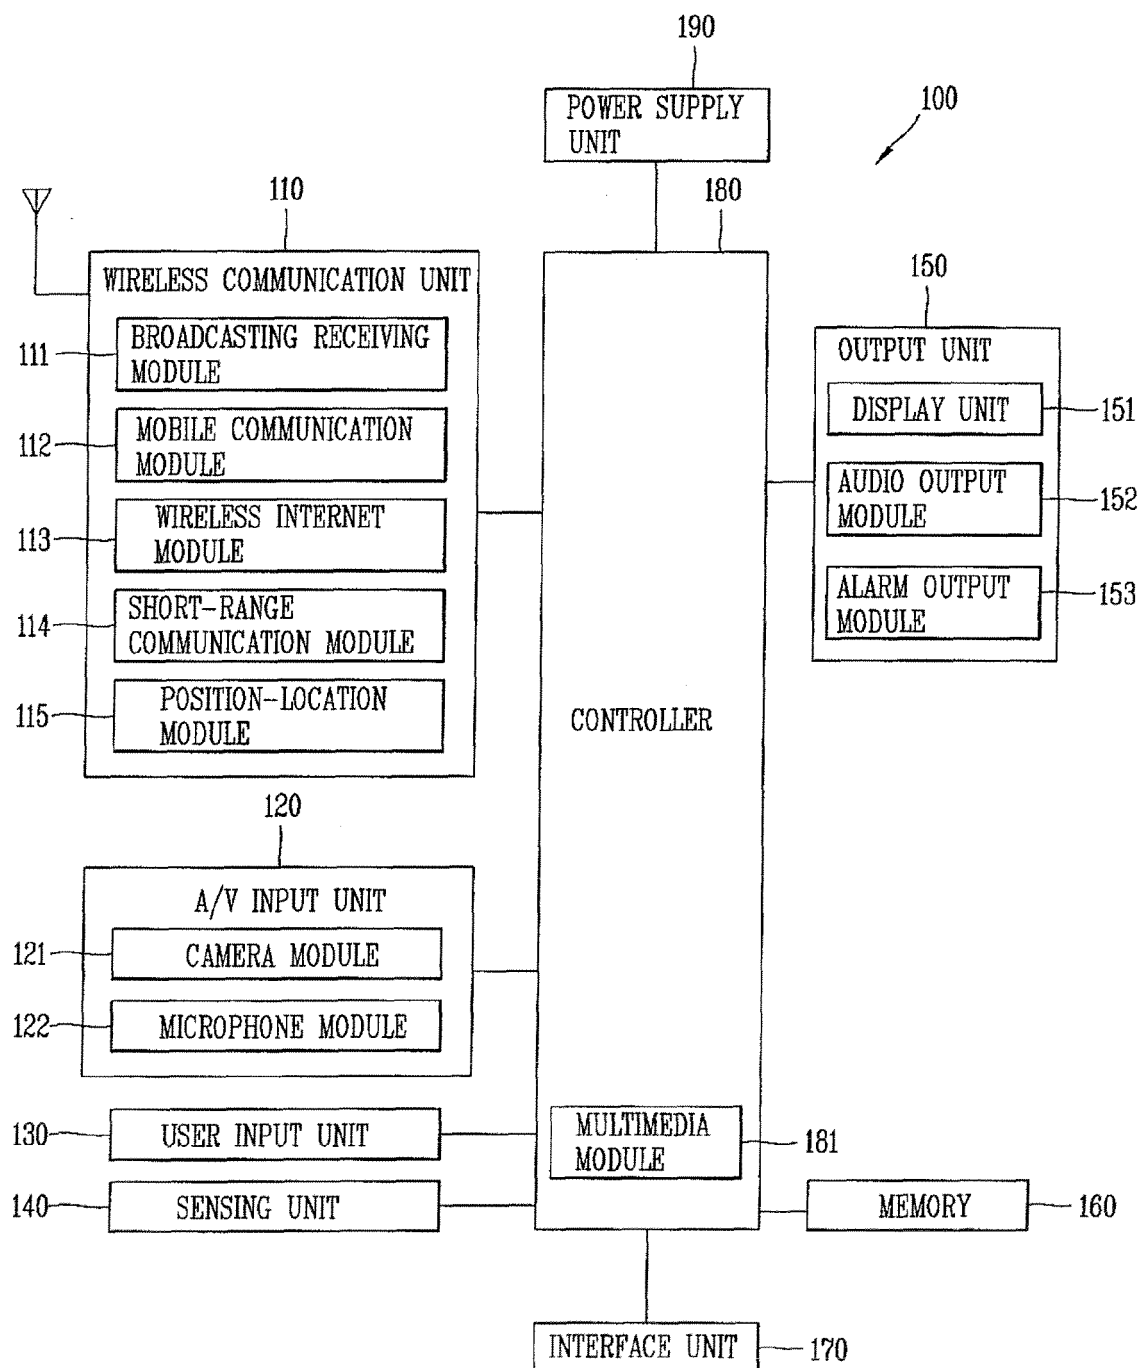 190
POWER SUPPLY
UNIT
100
110
180
WIRELESS COMMUNICATION UNIT
150
111
BROADCASTING RECEIVING
MODULE
OUTPUT UNIT
DISPLAY UNIT
151
112
MOBILE COMMUNICATION
MODULE
AUDIO OUTPUT
MODULE
152
113
WIRELESS INTERNET
MODULE
ALARM OUTPUT
MODULE
153
114
SHORT-RANGE
COMMUNICATION MODULE
115
POSITION-LOCATION
MODULE
CONTROLLER
120
A/V INPUT UNIT
121
CAMERA MODULE
122
MICROPHONE MODULE
130
USER INPUT UNIT
MULTIMEDIA
MODULE
181
140
SENSING UNIT
MEMORY
160
INTERFACE UNIT
170